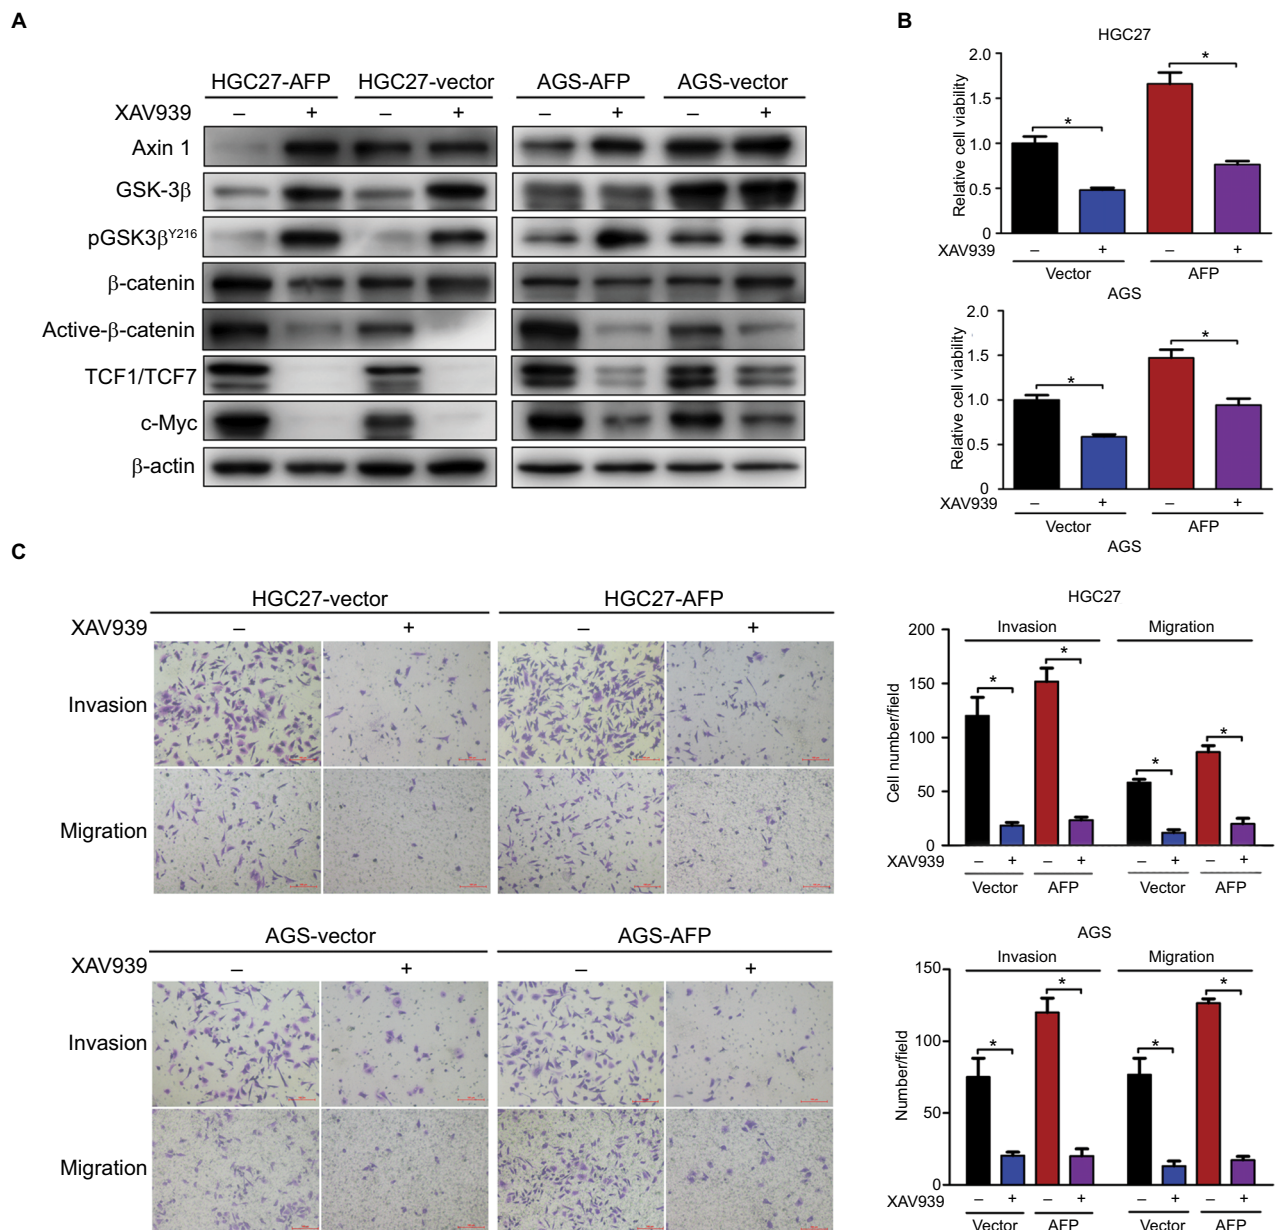 A
HGC27-AFP HGC27-vector AGS-AFP AGS-vector
XAV939 – + – + – + – +
Axin 1
GSK-3β
pGSK3βY216
β-catenin
Active-β-catenin
TCF1/TCF7
c-Myc
β-actin
B
HGC27
Relative cell viability
2.0
1.5
1.0
0.5
0
* *
XAV939 – + – +
Vector AFP
AGS
Relative cell viability
2.0
1.5
1.0
0.5
0
* *
XAV939 – + – +
Vector AFP
AGS
C
HGC27-vector HGC27-AFP
XAV939 – + – +
Invasion
Migration
AGS-vector AGS-AFP
XAV939 – + – +
Invasion
Migration
HGC27
Invasion Migration
Cell number/field
200
150
100
50
0
* * * *
XAV939 – + – + – + – +
Vector AFP Vector AFP
AGS
Invasion Migration
Number/field
150
100
50
0
* * * *
XAV939 – + – + – + – +
Vector AFP Vector AFP